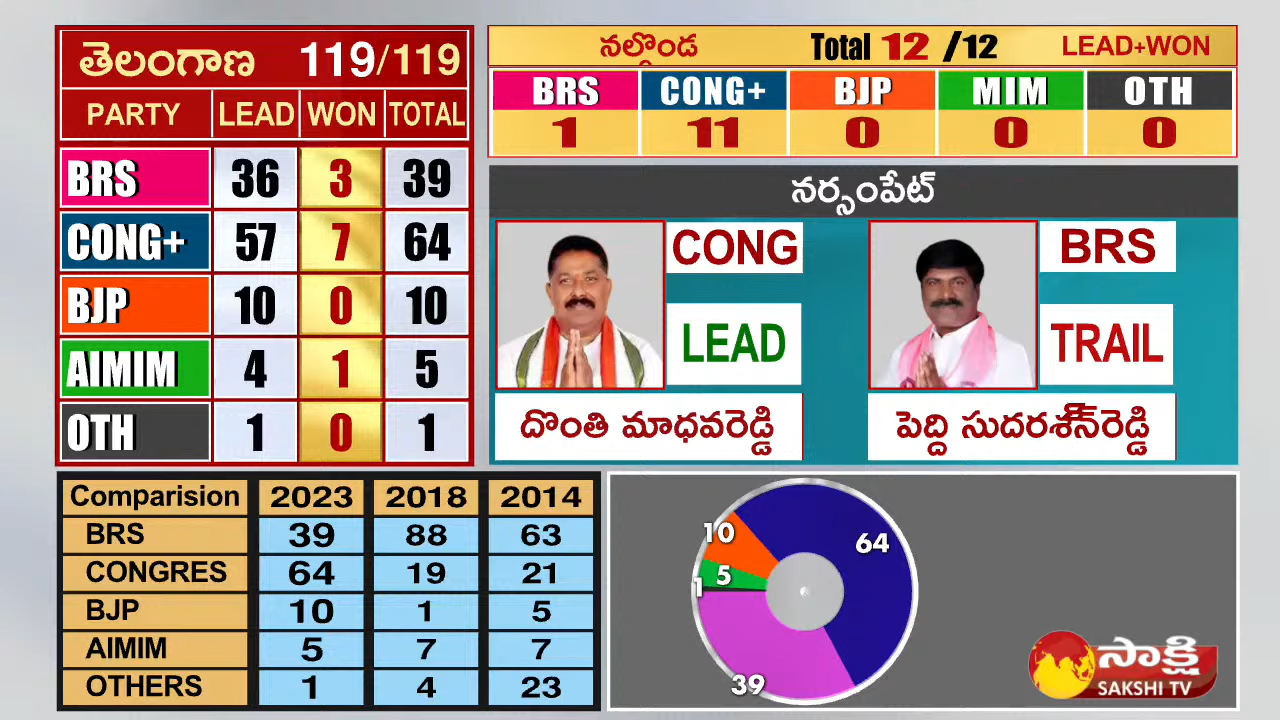 తెలంగాణ 119/119
PARTY LEAD WON TOTAL
BRS 36 3 39
CONG+ 57 7 64
BJP 10 0 10
AIMIM 4 1 5
OTH 1 0 1
నల్గొండ Total 12 /12 LEAD+WON
BRS CONG+ BJP MIM OTH
1 11 0 0 0
నర్సంపేట్
CONG BRS
LEAD TRAIL
దొంతి మాధవరెడ్డి పెద్ది సుదర్శన్‌రెడ్డి
Comparision 2023 2018 2014
BRS 39 88 63
CONGRES 64 19 21
BJP 10 1 5
AIMIM 5 7 7
OTHERS 1 4 23
10 64
5
1
39
సాక్షి
SAKSHI TV